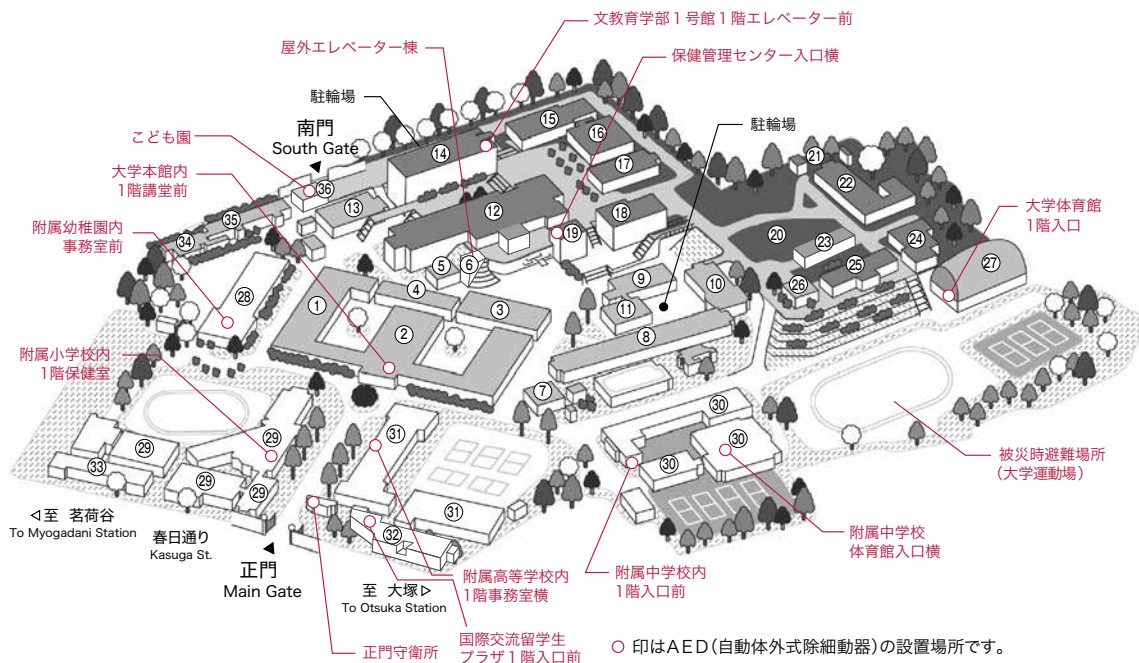 文教育学部1号館1階エレベーター前
屋外エレベーター棟
保健管理センター入口横
駐輪場
駐輪場
こども園
南門
South Gate
大学本館内
1階講堂前
附属幼稚園内
事務室前
大学体育館
1階入口
附属小学校内
1階保健室
⑮
⑯
⑭
⑰
㉑
㉒
㊱
⑬
⑫
⑱
⑲
⑳
㉓
㉔
㉟
㉞
⑤
⑥
㉕
㉗
㉘
①
④
⑨
⑩
㉖
③
⑪
②
⑧
⑦
㉚
㉛
㉙
㉙
㉚
㉚
㉝
㉙
㉙
㉛
㉜
被災時避難場所
(大学運動場)
◁至 茗荷谷
To Myogadani Station
春日通り
Kasuga St.
正門
Main Gate
至 大塚▷
To Otsuka Station
附属高等学校内
1階事務室横
附属中学校内
1階入口前
附属中学校
体育館入口横
正門守衛所
国際交流留学生
プラザ1階入口前
○ 印はAED(自動体外式除細動器)の設置場所です。